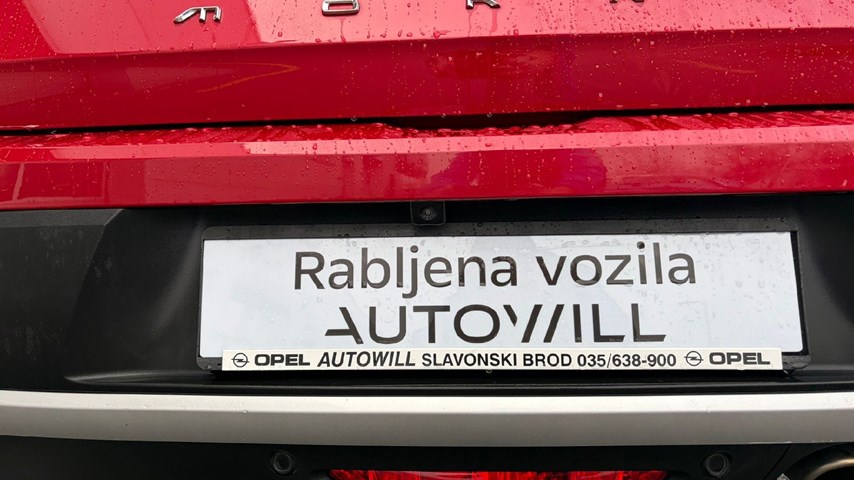 Rabljena vozila
AUTOWILL
OPEL AUTOWILL SLAVONSKI BROD 035/638-900 OPEL